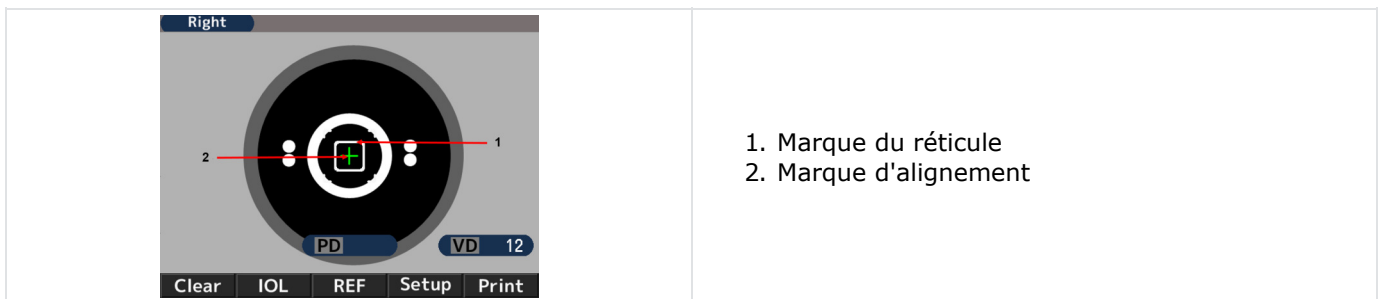 Right
1
2
PD
VD 12
Clear IOL REF Setup Print
1. Marque du réticule
2. Marque d'alignement